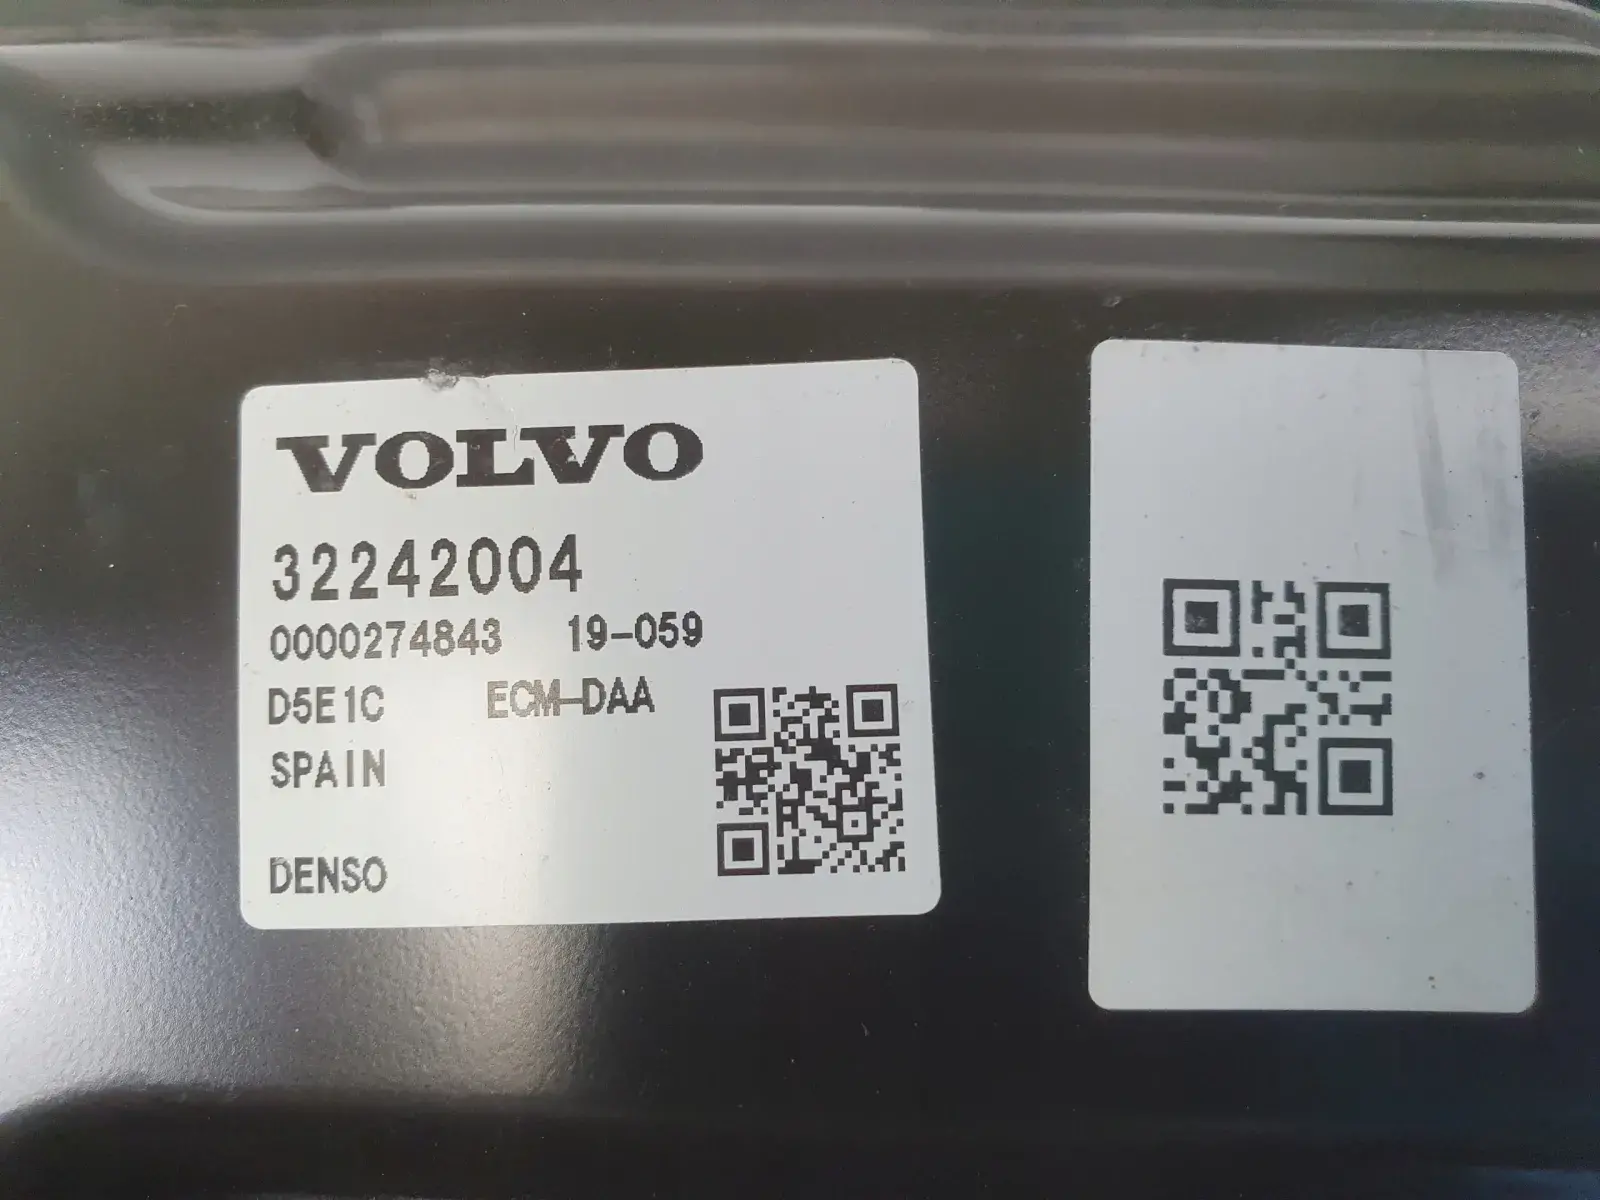 VOLVO
32242004
0000274843 19-059
D5E1C ECM-DAA
SPAIN
DENSO